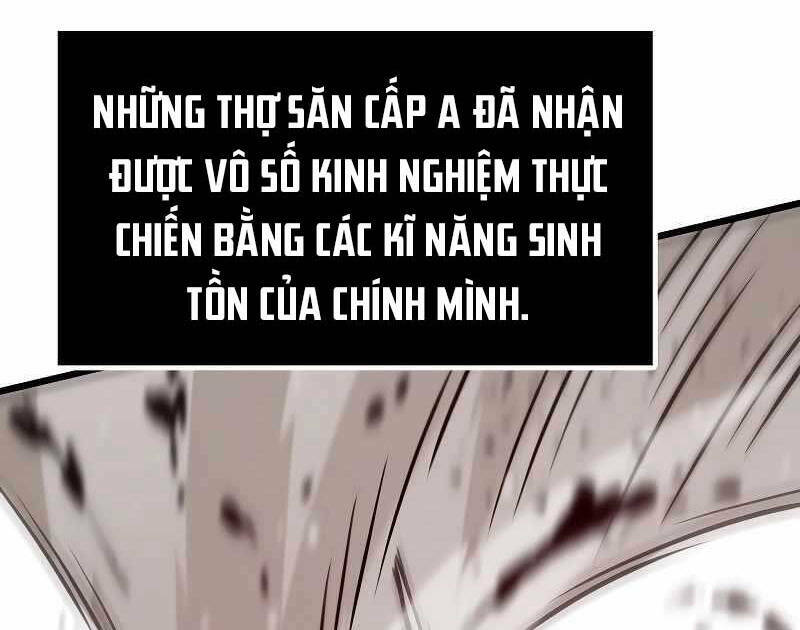 NHỮNG THỢ SĂN CẤP A ĐÃ NHẬN
ĐƯỢC VÔ SỐ KINH NGHIỆM THỰC
CHIẾN BẰNG CÁC KĨ NĂNG SINH
TỒN CỦA CHÍNH MÌNH.